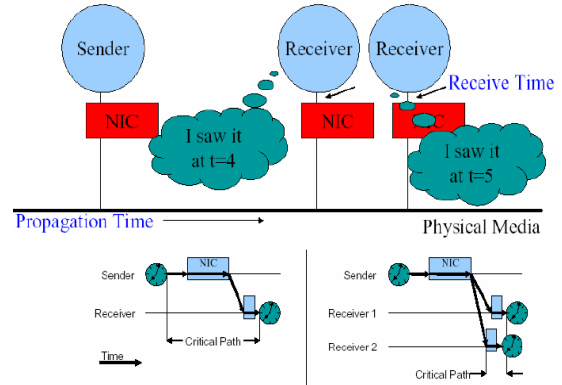 Sender
Receiver
Receiver
Receive Time
NIC
NIC
NIC
I saw it
at t=4
I saw it
at t=5
Propagation Time
Physical Media
Sender
NIC
Receiver
Critical Path
Time
Sender
NIC
Receiver 1
Receiver 2
Critical Path